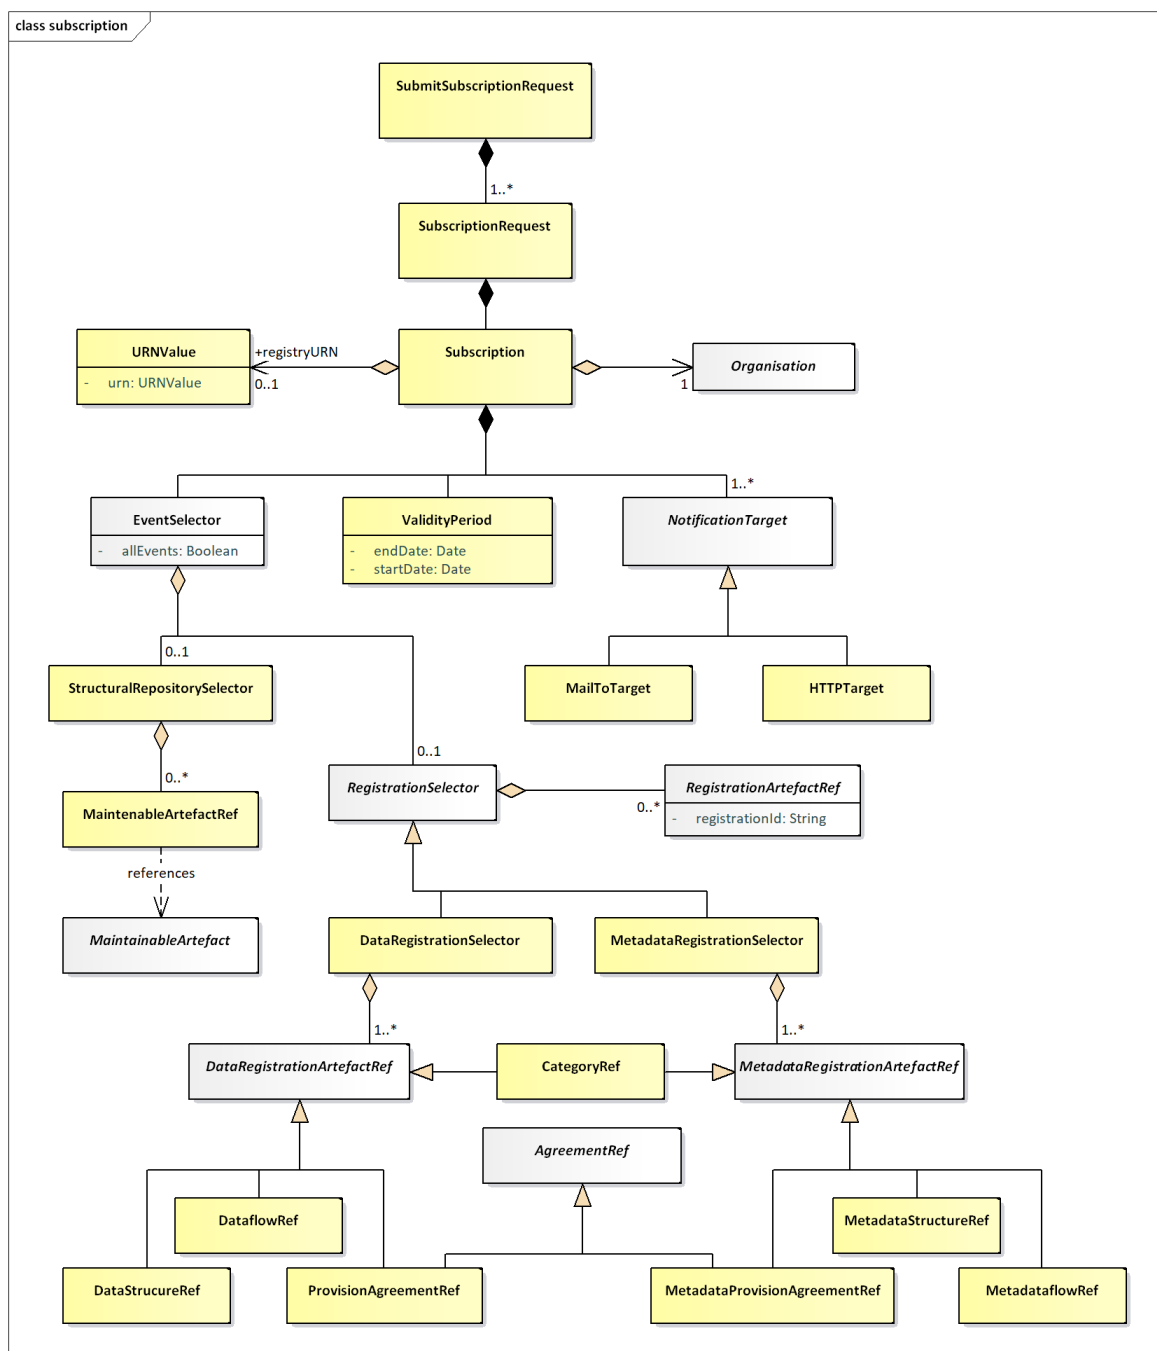 class subscription
SubmitSubscriptionRequest
1..*
SubscriptionRequest
URNValue
- urn: URNValue
+registryURN
0..1
Subscription
1
Organisation
1..*
EventSelector
- allEvents: Boolean
ValidityPeriod
- endDate: Date
- startDate: Date
NotificationTarget
0..1
StructuralRepositorySelector
MailToTarget
HTTPTarget
0..1
0..*
RegistrationSelector
0..*
RegistrationArtefactRef
- registrationId: String
MaintenableArtefactRef
references
MaintainableArtefact
DataRegistrationSelector
MetadataRegistrationSelector
1..*
1..*
DataRegistrationArtefactRef
CategoryRef
MetadataRegistrationArtefactRef
AgreementRef
DataflowRef
MetadataStructureRef
DataStrucureRef
ProvisionAgreementRef
MetadataProvisionAgreementRef
MetadataflowRef